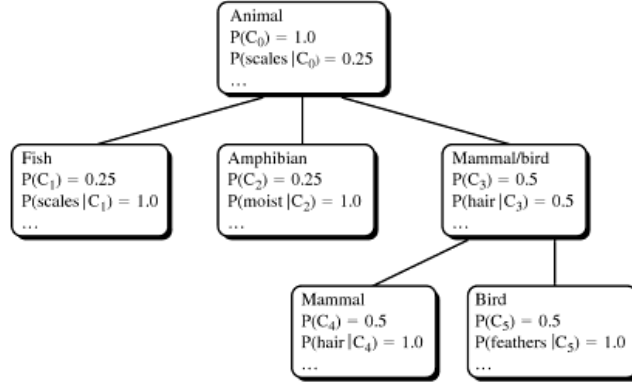 Animal
P(C₀) = 1.0
P(scales|C₀) = 0.25
…
Fish
P(C₁) = 0.25
P(scales|C₁) = 1.0
…
Amphibian
P(C₂) = 0.25
P(moist|C₂) = 1.0
…
Mammal/bird
P(C₃) = 0.5
P(hair|C₃) = 0.5
…
Mammal
P(C₄) = 0.5
P(hair|C₄) = 1.0
…
Bird
P(C₅) = 0.5
P(feathers|C₅) = 1.0
…